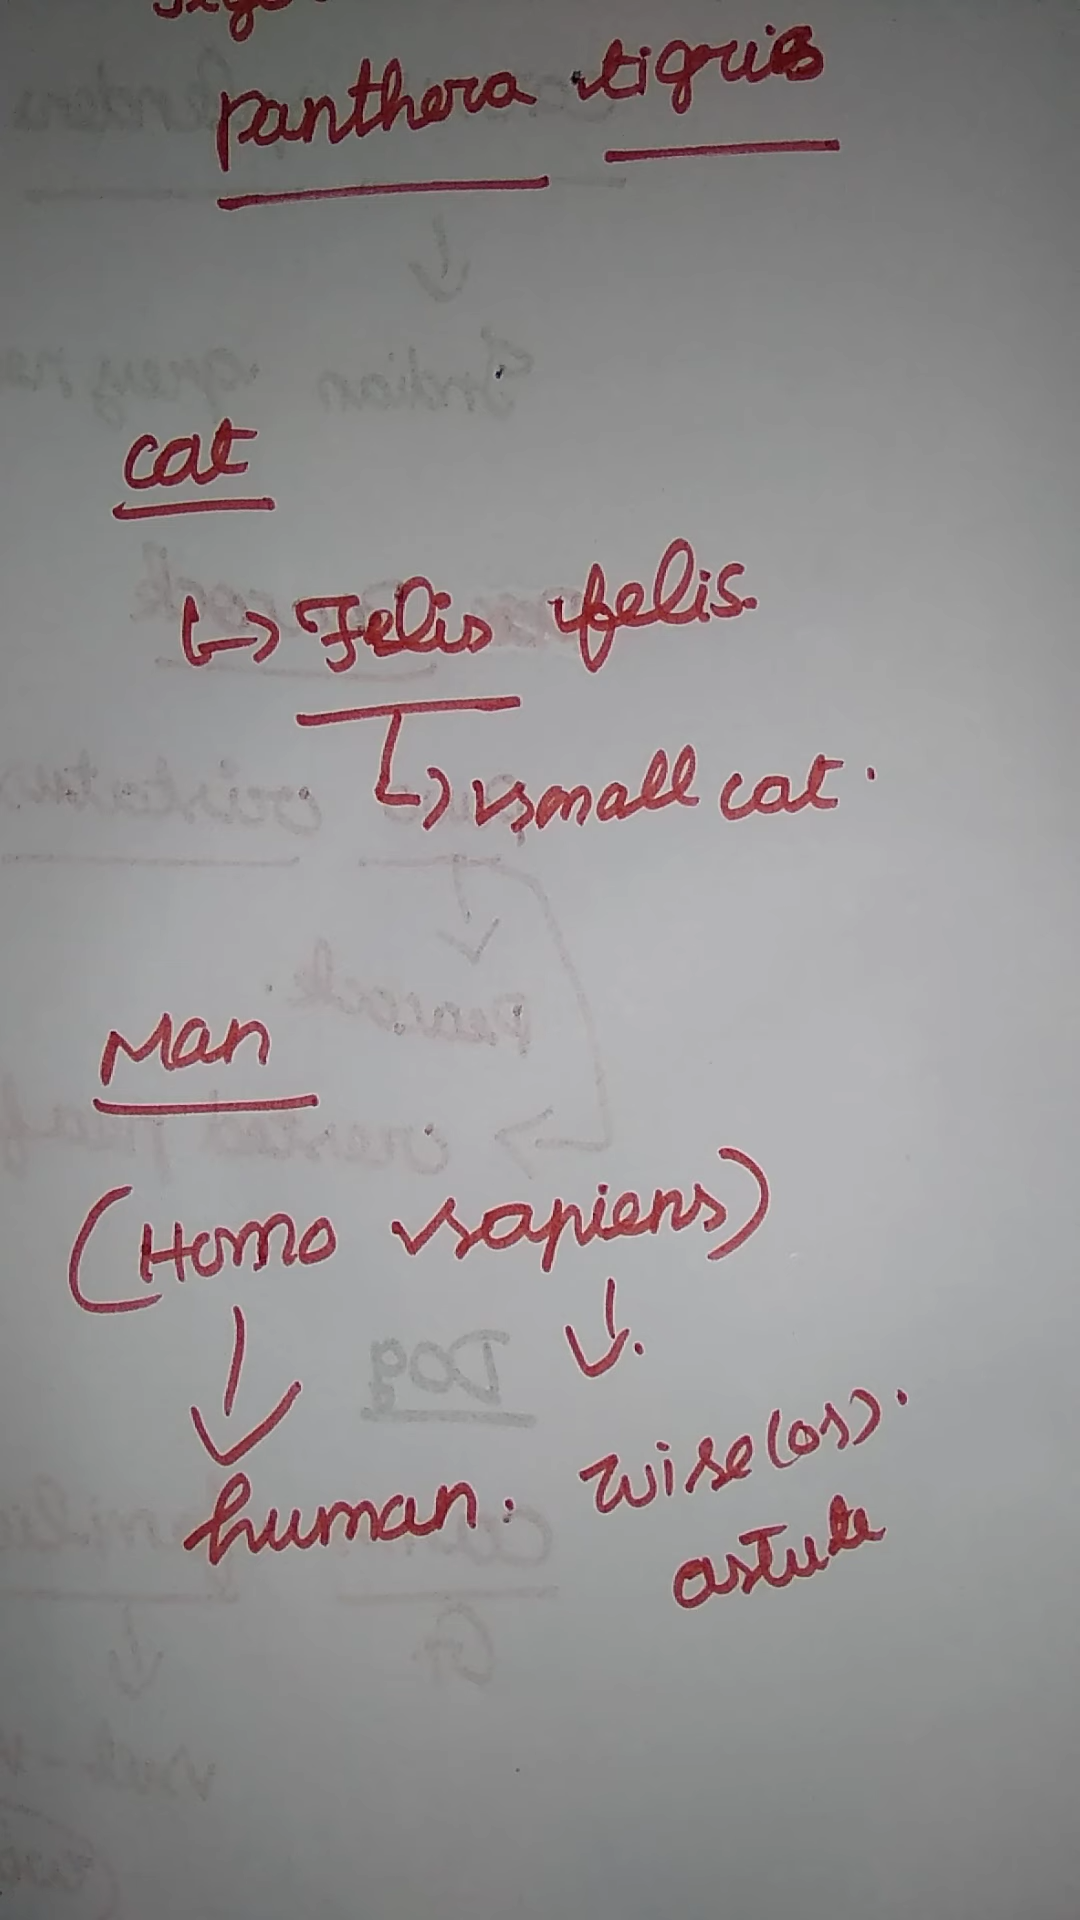 panthera tigris
cat
↳ Felis felis.
↳ small cat.
Man
(Homo sapiens)
human. wise (or).
astute